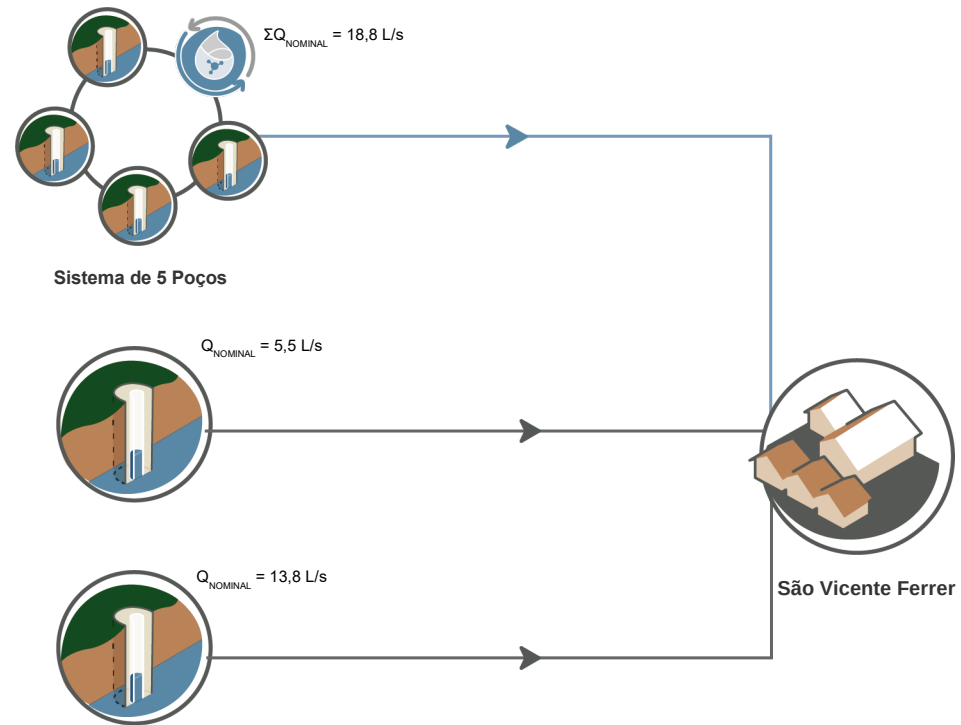 ΣQNOMINAL = 18,8 L/s
Sistema de 5 Poços
QNOMINAL = 5,5 L/s
QNOMINAL = 13,8 L/s
São Vicente Ferrer